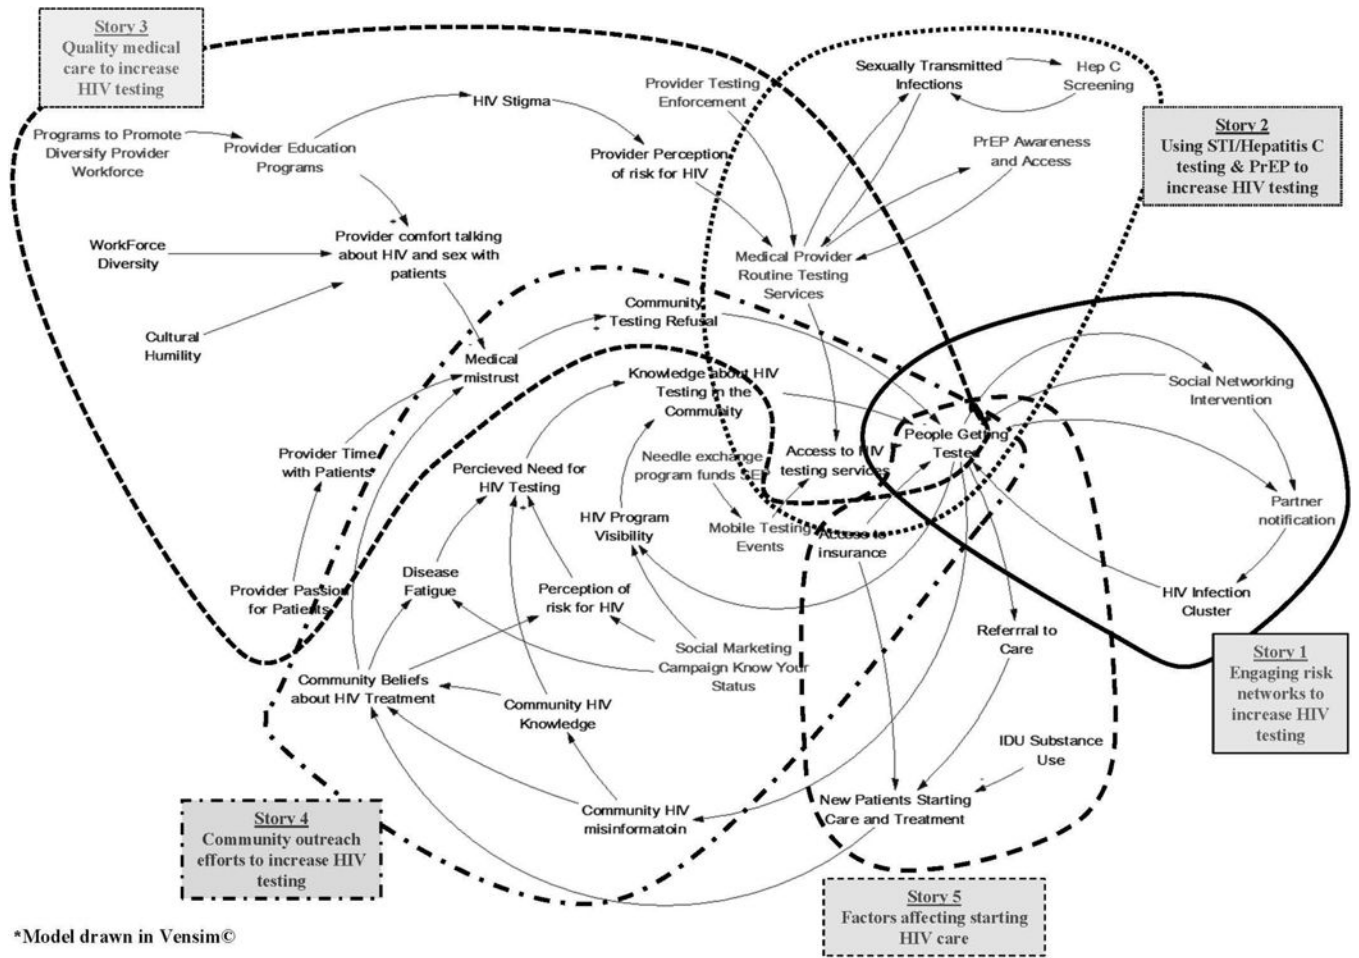 Story 3
Quality medical
care to increase
HIV testing
Sexually Transmitted
Infections
Hep C
Screening
Provider Testing
Enforcement
HIV Stigma
Programs to Promote
Diversify Provider
Workforce
Provider Education
Programs
Provider Perception
of risk for HIV
PrEP Awareness
and Access
Story 2
Using STI/Hepatitis C
testing & PrEP to
increase HIV testing
WorkForce
Diversity
Provider comfort talking
about HIV and sex with
patients
Medical Provider
Routine Testing
Services
Cultural
Humility
Community
Testing Refusal
Medical
mistrust
Knowledge about HIV
Testing in the
Community
Social Networking
Intervention
People Getting
Tested
Provider Time
with Patients
Percieved Need for
HIV Testing
Needle exchange
program funds SEP
Access to HIV
testing services
Partner
notification
HIV Program
Visibility
Mobile Testing
Events
Access to
insurance
Provider Passion
for Patients
Disease
Fatigue
Perception of
risk for HIV
HIV Infection
Cluster
Referrral to
Care
Social Marketing
Campaign Know Your
Status
Story 1
Engaging risk
networks to
increase HIV
testing
Community Beliefs
about HIV Treatment
Community HIV
Knowledge
IDU Substance
Use
Community HIV
misinformatoin
New Patients Starting
Care and Treatment
Story 4
Community outreach
efforts to increase HIV
testing
Story 5
Factors affecting starting
HIV care
*Model drawn in Vensim©